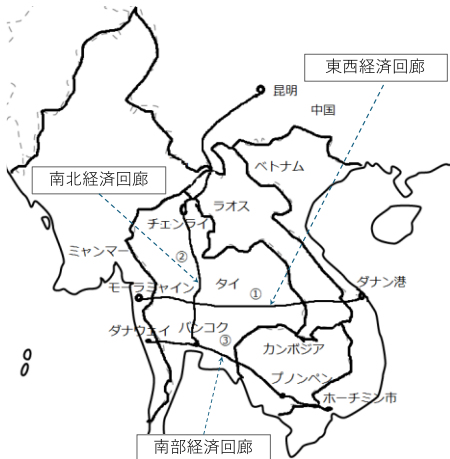 東西経済回廊
昆明
中国
ベトナム
南北経済回廊
ラオス
チェンライ
ミャンマー
②
モーラミャイン
タイ
①
ダナン港
ダナウェイ
バンコク
③
カンボジア
プノンペン
ホーチミン市
南部経済回廊